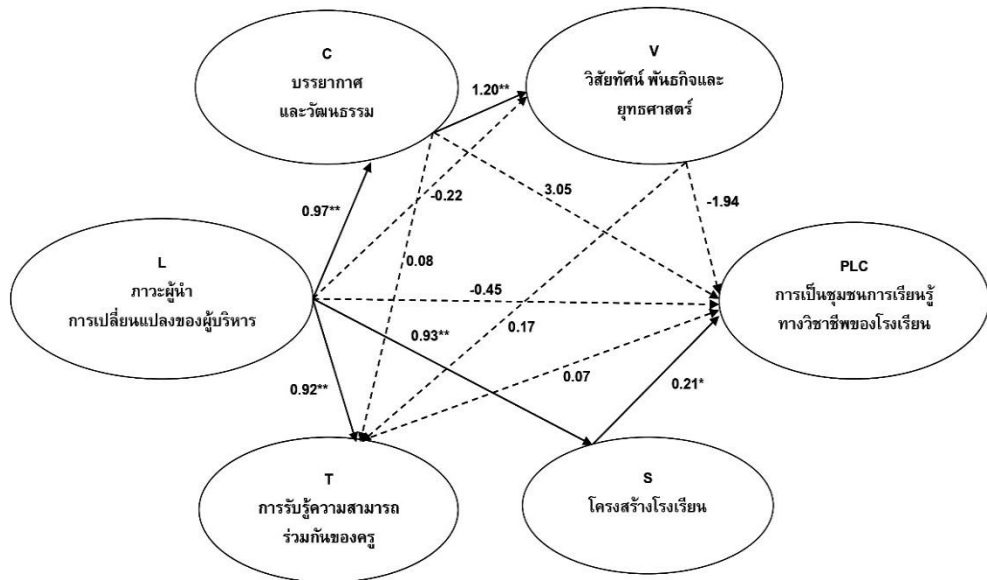 C
บรรยากาศ
และวัฒนธรรม
V
วิสัยทัศน์ พันธกิจและ
ยุทธศาสตร์
1.20**
-0.22
3.05
-1.94
0.97**
0.08
L
ภาวะผู้นำ
การเปลี่ยนแปลงของผู้บริหาร
-0.45
PLC
การเป็นชุมชนการเรียนรู้
ทางวิชาชีพของโรงเรียน
0.93**
0.17
0.92**
0.07
0.21*
T
การรับรู้ความสามารถ
ร่วมกันของครู
S
โครงสร้างโรงเรียน